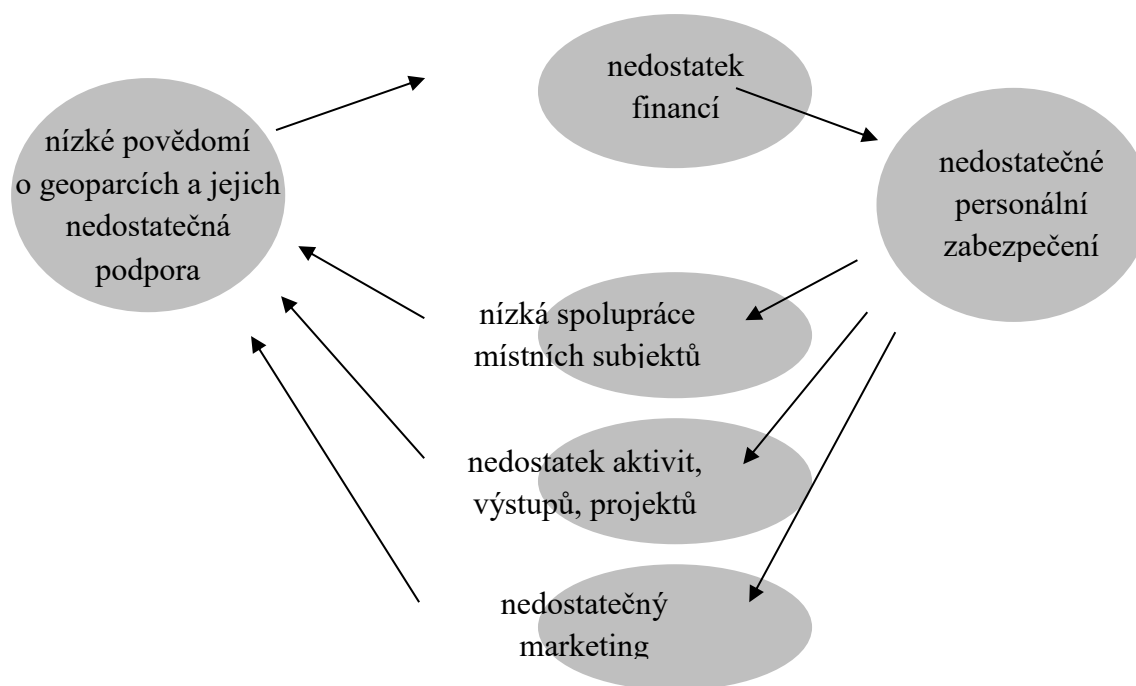 nedostatek
financí
nízké povědomí
o geoparcích a jejich
nedostatečná
podpora
nedostatečné
personální
zabezpečení
nízká spolupráce
místních subjektů
nedostatek aktivit,
výstupů, projektů
nedostatečný
marketing